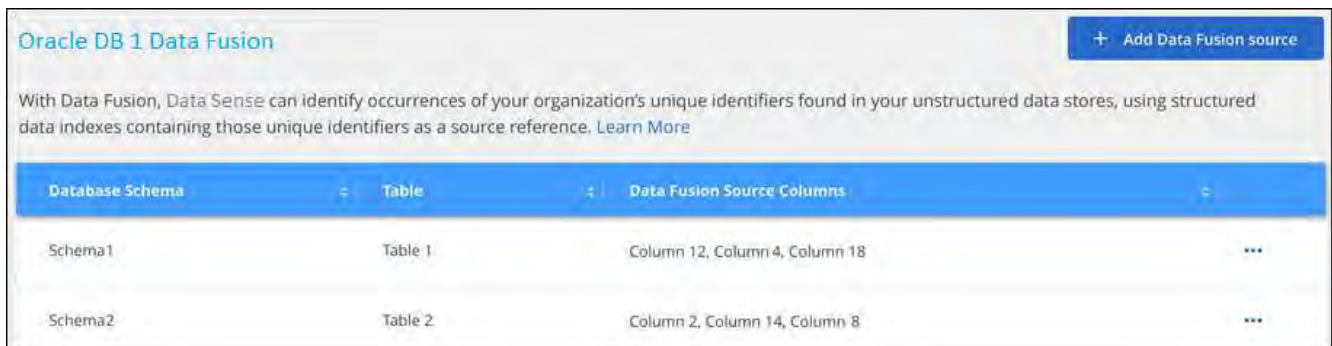 Oracle DB 1 Data Fusion
+ Add Data Fusion source
With Data Fusion, Data Sense can identify occurrences of your organization's unique identifiers found in your unstructured data stores, using structured
data indexes containing those unique identifiers as a source reference. Learn More
Database Schema Table Data Fusion Source Columns
Schema1 Table 1 Column 12, Column 4, Column 18 •••
Schema2 Table 2 Column 2, Column 14, Column 8 •••